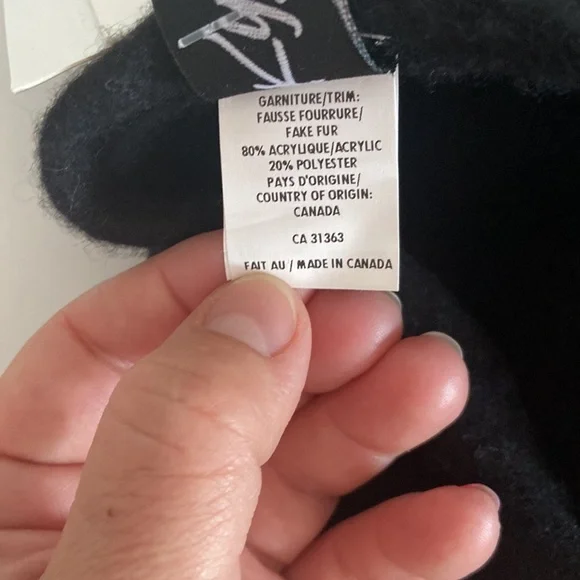 GARNITURE/TRIM:
FAUSSE FOURRURE/
FAKE FUR
80% ACRYLIQUE/ACRYLIC
20% POLYESTER
PAYS D'ORIGINE/
COUNTRY OF ORIGIN:
CANADA
CA 31363
FAIT AU / MADE IN CANADA